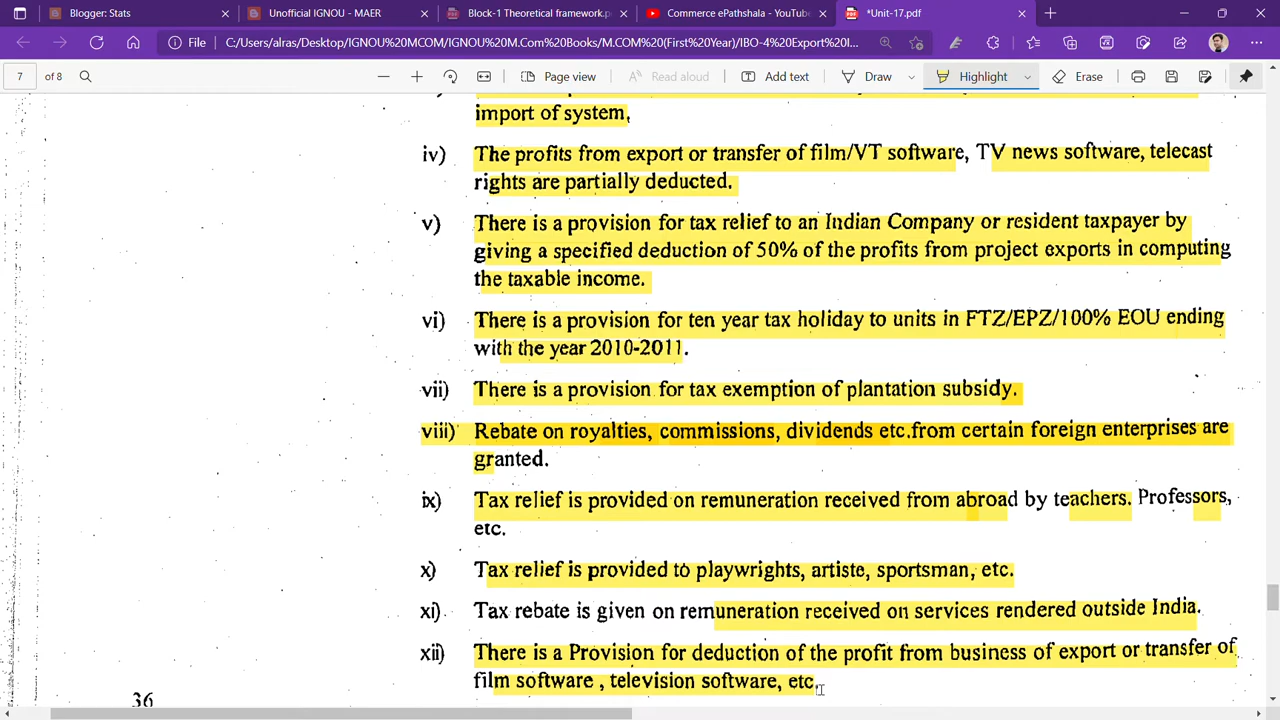 Blogger: Stats
Unofficial IGNOU - MAER
Block-1 Theoretical framework.p
Commerce ePathshala - YouTube
*Unit-17.pdf
File
C:/Users/alras/Desktop/IGNOU%20MCOM/IGNOU%20M.Com%20Books/M.COM%20(First%20Year)/IBO-4%20Export%20I...
7 of 8
Page view
Read aloud
Add text
Draw
Highlight
Erase
import of system,
iv) The profits from export or transfer of film/VT software, TV news software, telecast
rights are partially deducted.
v) There is a provision for tax relief to an Indian Company or resident taxpayer by
giving a specified deduction of 50% of the profits from project exports in computing
the taxable income.
vi) There is a provision for ten year tax holiday to units in FTZ/EPZ/100% EOU ending
with the year 2010-2011.
vii) There is a provision for tax exemption of plantation subsidy.
viii) Rebate on royalties, commissions, dividends etc.from certain foreign enterprises are
granted.
ix) Tax relief is provided on remuneration received from abroad by teachers. Professors,
etc.
x) Tax relief is provided to playwrights, artiste, sportsman, etc.
xi) Tax rebate is given on remuneration received on services rendered outside India.
xii) There is a Provision for deduction of the profit from business of export or transfer of
film software , television software, etc.
36